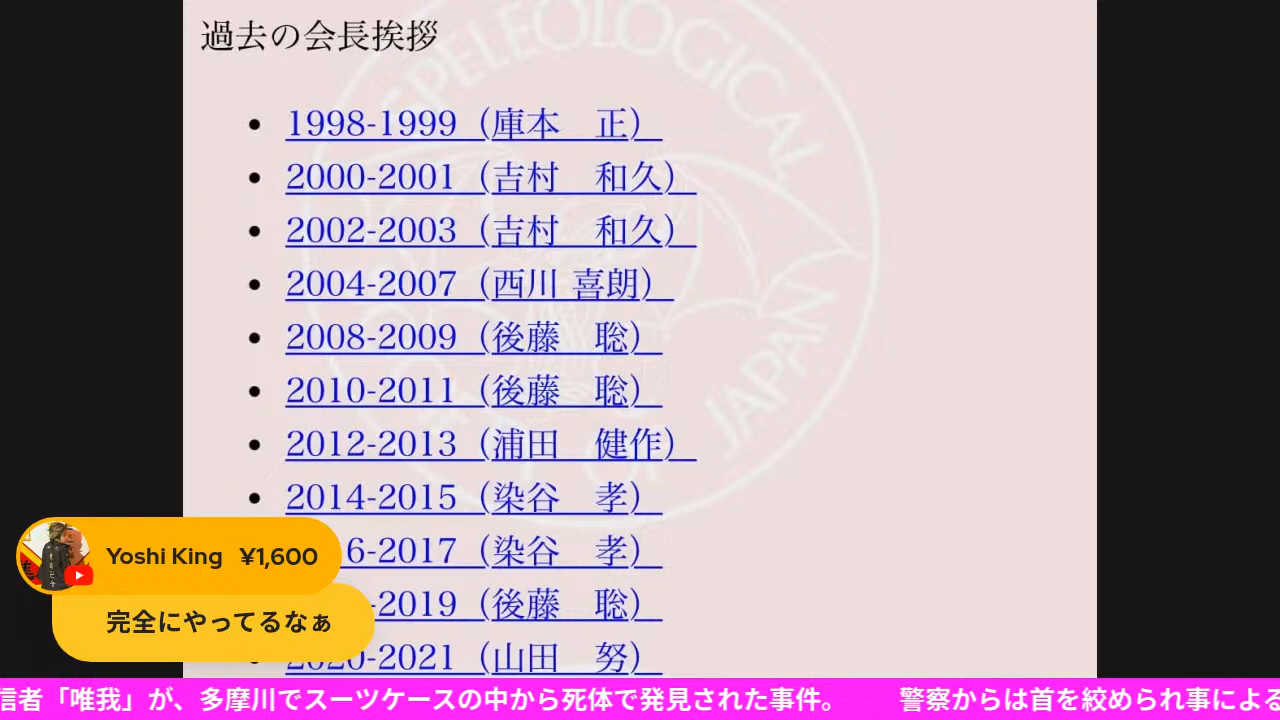 過去の会長挨拶
SPELEOLOGICAL
1998-1999（庫本　正）
2000-2001（吉村　和久）
2002-2003（吉村　和久）
2004-2007（西川 喜朗）
2008-2009（後藤　聡）
2010-2011（後藤　聡）
2012-2013（浦田　健作）
JAPAN
2014-2015（染谷　孝）
6-2017（染谷　孝）
-2019（後藤　聡）
2020-2021（山田　努）
Yoshi King ¥1,600
完全にやってるなぁ
信者「唯我」が、多摩川でスーツケースの中から死体で発見された事件。　　警察からは首を絞められ事による